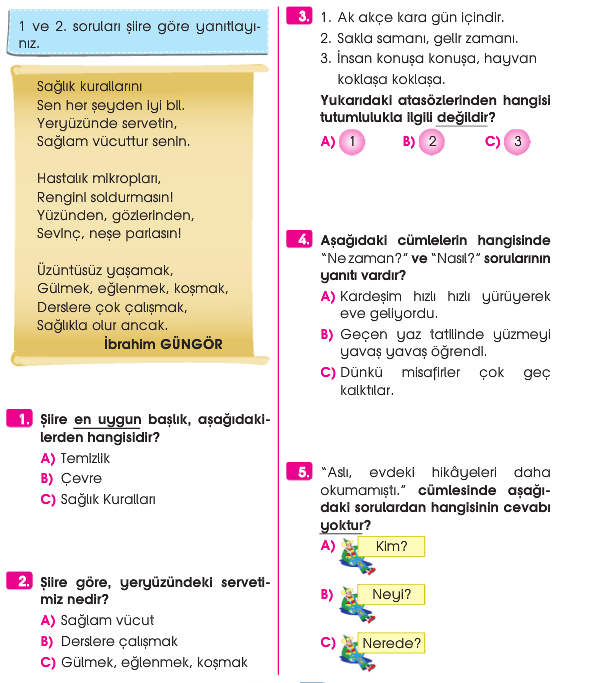 1 ve 2. soruları şiire göre yanıtlayı-
nız.
Sağlık kurallarını
Sen her şeyden iyi bil.
Yeryüzünde servetin,
Sağlam vücuttur senin.
Hastalık mikropları,
Rengini soldurmasın!
Yüzünden, gözlerinden,
Sevinç, neşe parlasın!
Üzüntüsüz yaşamak,
Gülmek, eğlenmek, koşmak,
Derslere çok çalışmak,
Sağlıkla olur ancak.
İbrahim GÜNGÖR
1. Şiire en uygun başlık, aşağıdaki-
lerden hangisidir?
A) Temizlik
B) Çevre
C) Sağlık Kuralları
2. Şiire göre, yeryüzündeki serveti-
miz nedir?
A) Sağlam vücut
B) Derslere çalışmak
C) Gülmek, eğlenmek, koşmak
3. 1. Ak akçe kara gün içindir.
2. Sakla samanı, gelir zamanı.
3. İnsan konuşa konuşa, hayvan
koklaşa koklaşa.
Yukarıdaki atasözlerinden hangisi
tutumlulukla ilgili değildir?
A) 1 B) 2 C) 3
4. Aşağıdaki cümlelerin hangisinde
"Ne zaman?" ve "Nasıl?" sorularının
yanıtı vardır?
A) Kardeşim hızlı hızlı yürüyerek
eve geliyordu.
B) Geçen yaz tatilinde yüzmeyi
yavaş yavaş öğrendi.
C) Dünkü misafirler çok geç
kalktılar.
5. "Aslı, evdeki hikâyeleri daha
okumamıştı." cümlesinde aşağı-
daki sorulardan hangisinin cevabı
yoktur?
A) Kim?
B) Neyi?
C) Nerede?